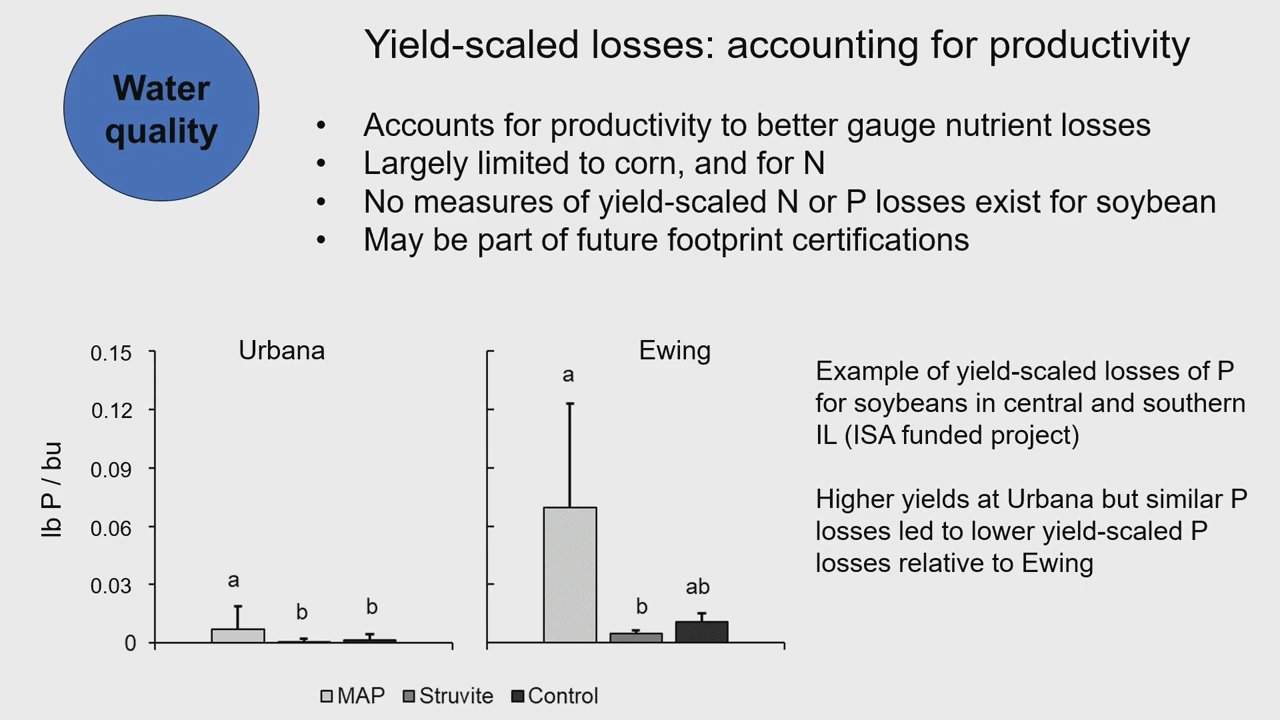 Water
quality
Yield-scaled losses: accounting for productivity
• Accounts for productivity to better gauge nutrient losses
• Largely limited to corn, and for N
• No measures of yield-scaled N or P losses exist for soybean
• May be part of future footprint certifications
Urbana
Ewing
lb P / bu
0.15
0.12
0.09
0.06
0.03
0
a
b
b
a
b
ab
MAP
Struvite
Control
Example of yield-scaled losses of P
for soybeans in central and southern
IL (ISA funded project)
Higher yields at Urbana but similar P
losses led to lower yield-scaled P
losses relative to Ewing